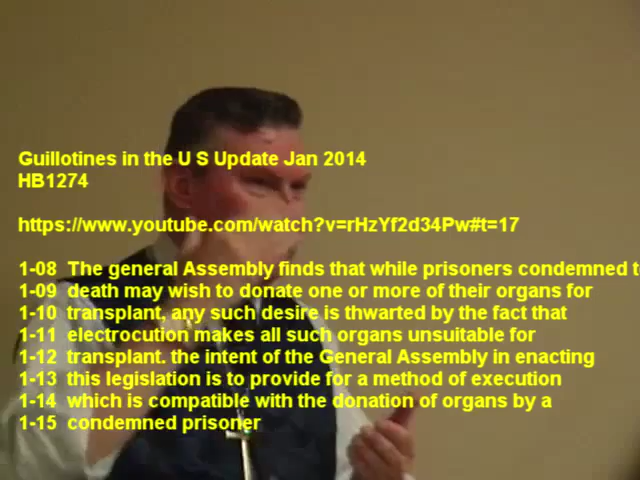 Guillotines in the U S Update Jan 2014
HB1274
https://www.youtube.com/watch?v=rHzYf2d34Pw#t=17
1-08 The general Assembly finds that while prisoners condemned
1-09 death may wish to donate one or more of their organs for
1-10 transplant, any such desire is thwarted by the fact that
1-11 electrocution makes all such organs unsuitable for
1-12 transplant. the intent of the General Assembly in enacting
1-13 this legislation is to provide for a method of execution
1-14 which is compatible with the donation of organs by a
1-15 condemned prisoner